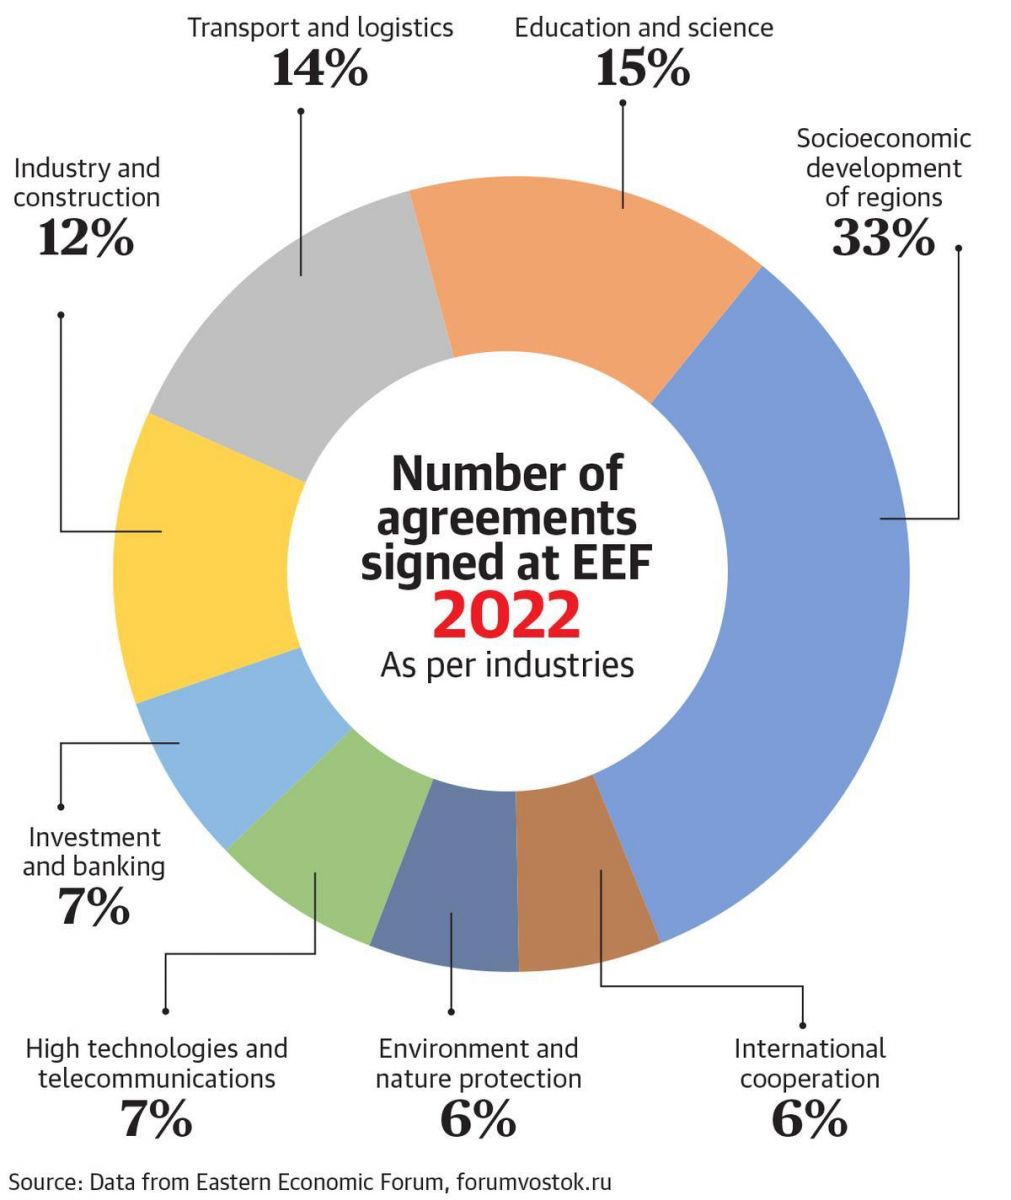 Transport and logistics
14%
Education and science
15%
Socioeconomic
development
of regions
33%
Industry and
construction
12%
Number of
agreements
signed at EEF
2022
As per industries
Investment
and banking
7%
High technologies and
telecommunications
7%
Environment and
nature protection
6%
International
cooperation
6%
Source: Data from Eastern Economic Forum, forumvostok.ru